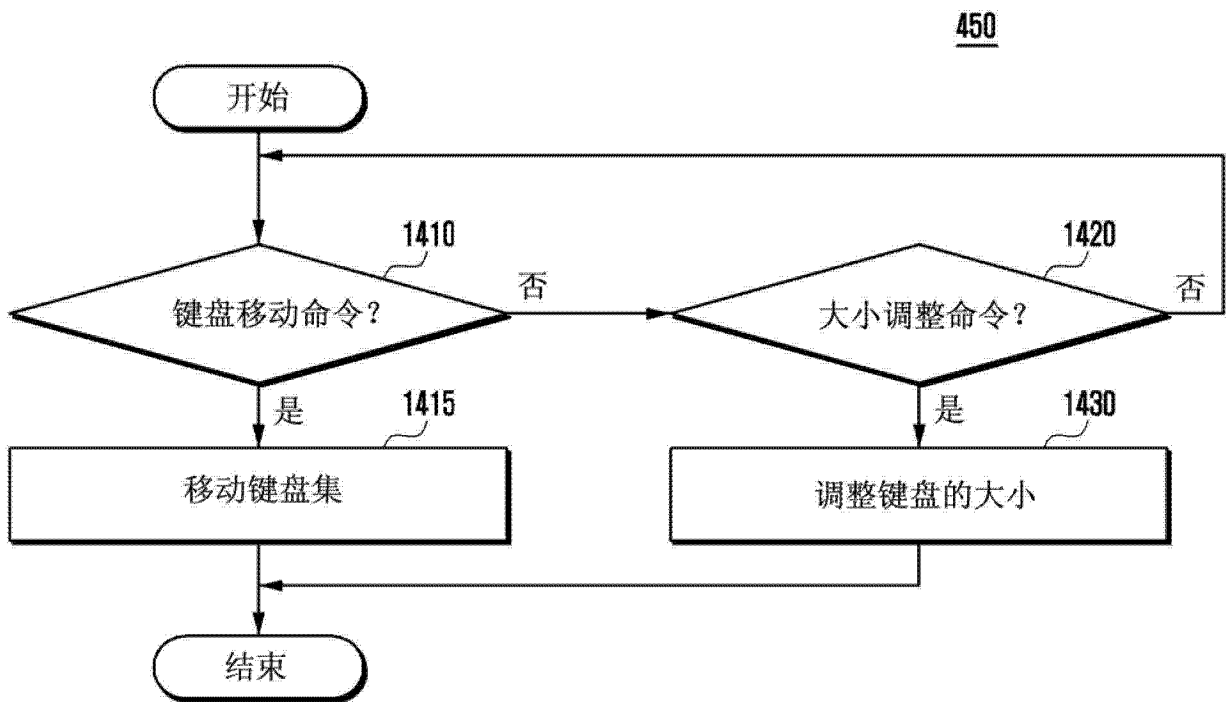 450
开始
1410
键盘移动命令?
否
1420
大小调整命令?
否
是
1415
移动键盘集
是
1430
调整键盘的大小
结束